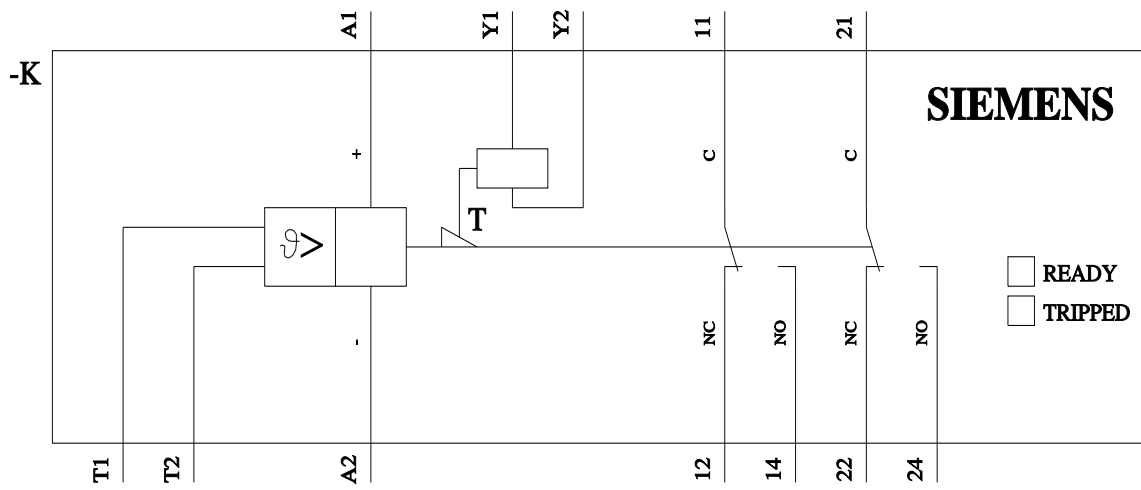 A1
Y1
Y2
11
21
-K
SIEMENS
+
C
C
T
ϑ>
READY
TRIPPED
-
NC
NO
NC
NO
T1
T2
A2
12
14
22
24